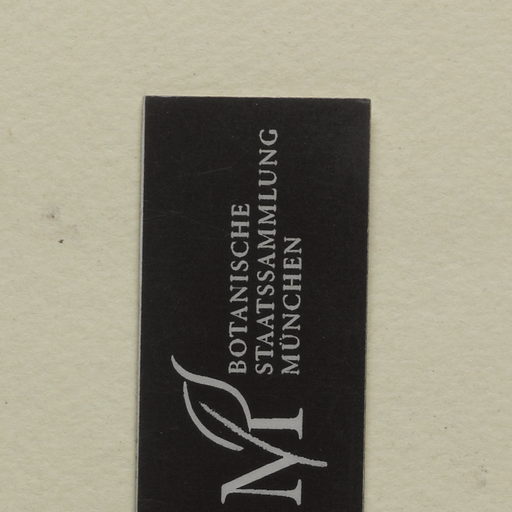 M
BOTANISCHE
STAATSSAMMLUNG
MÜNCHEN